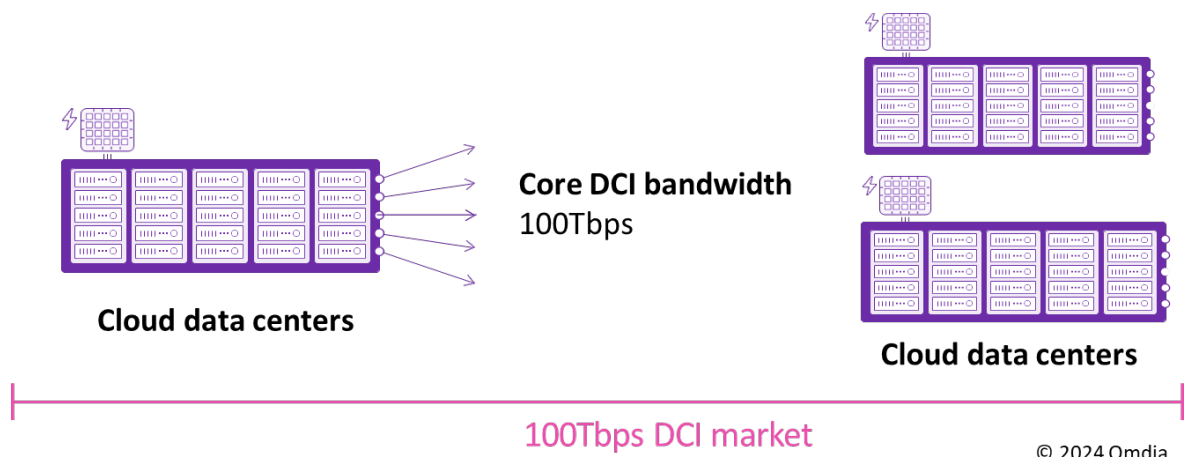 Core DCI bandwidth
100Tbps
Cloud data centers
Cloud data centers
100Tbps DCI market
© 2024 Omdia